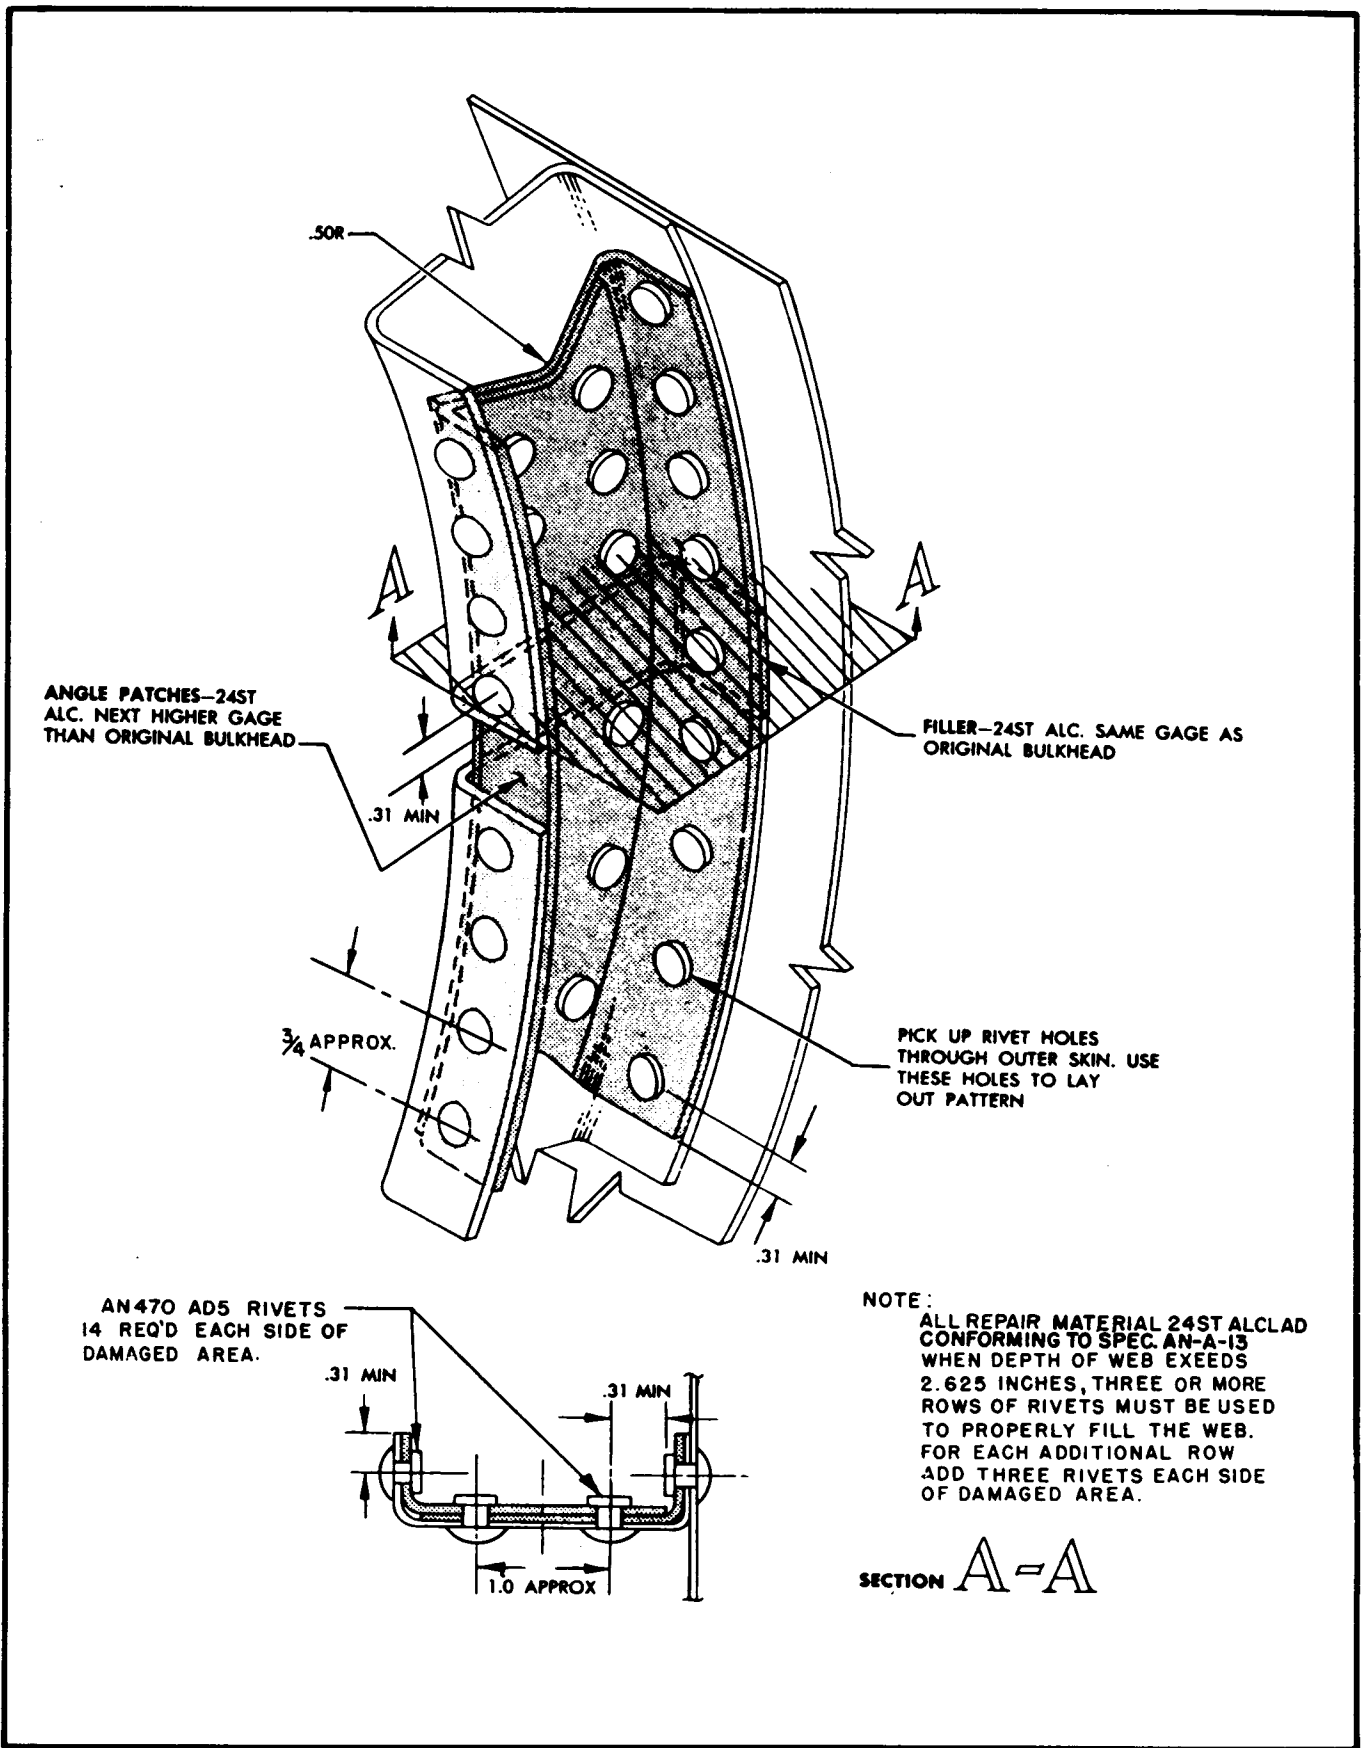 .50R
A
A
ANGLE PATCHES—24ST
ALC. NEXT HIGHER GAGE
THAN ORIGINAL BULKHEAD
.31 MIN
FILLER—24ST ALC. SAME GAGE AS
ORIGINAL BULKHEAD
3/4 APPROX.
PICK UP RIVET HOLES
THROUGH OUTER SKIN. USE
THESE HOLES TO LAY
OUT PATTERN
.31 MIN
AN470 AD5 RIVETS
14 REQ'D EACH SIDE OF
DAMAGED AREA.
.31 MIN
.31 MIN
1.0 APPROX
NOTE:
ALL REPAIR MATERIAL 24ST ALCLAD
CONFORMING TO SPEC. AN-A-13
WHEN DEPTH OF WEB EXEEDS
2.625 INCHES, THREE OR MORE
ROWS OF RIVETS MUST BE USED
TO PROPERLY FILL THE WEB.
FOR EACH ADDITIONAL ROW
ADD THREE RIVETS EACH SIDE
OF DAMAGED AREA.
SECTION A-A